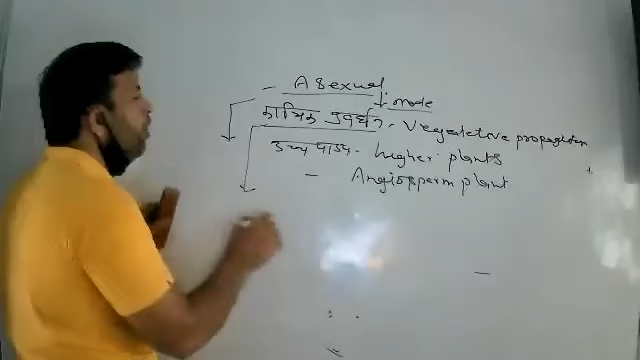 - Asexual.
↓ mode
कायिक प्रवर्धन - Vegetative propagation
उच्च पादप - higher plants
- Angiosperm plant